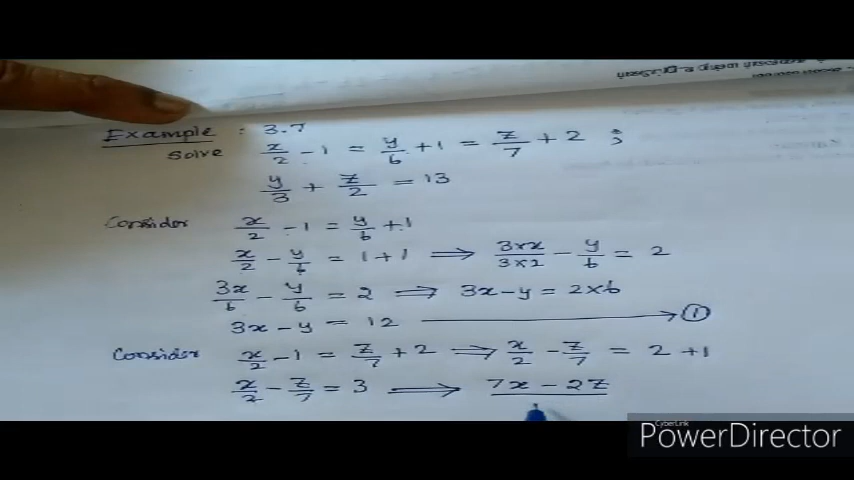 Example : 3.7
Solve x/2 - 1 = y/6 + 1 = z/7 + 2 ;
y/3 + z/2 = 13
Consider x/2 - 1 = y/6 + 1
x/2 - y/6 = 1 + 1 ⟹ 3×x/3×2 - y/6 = 2
3x/6 - y/6 = 2 ⟹ 3x - y = 2×6
3x - y = 12 ⟶ ①
Consider x/2 - 1 = z/7 + 2 ⟹ x/2 - z/7 = 2 + 1
x/2 - z/7 = 3 ⟹ 7x - 2z
CyberLink
PowerDirector